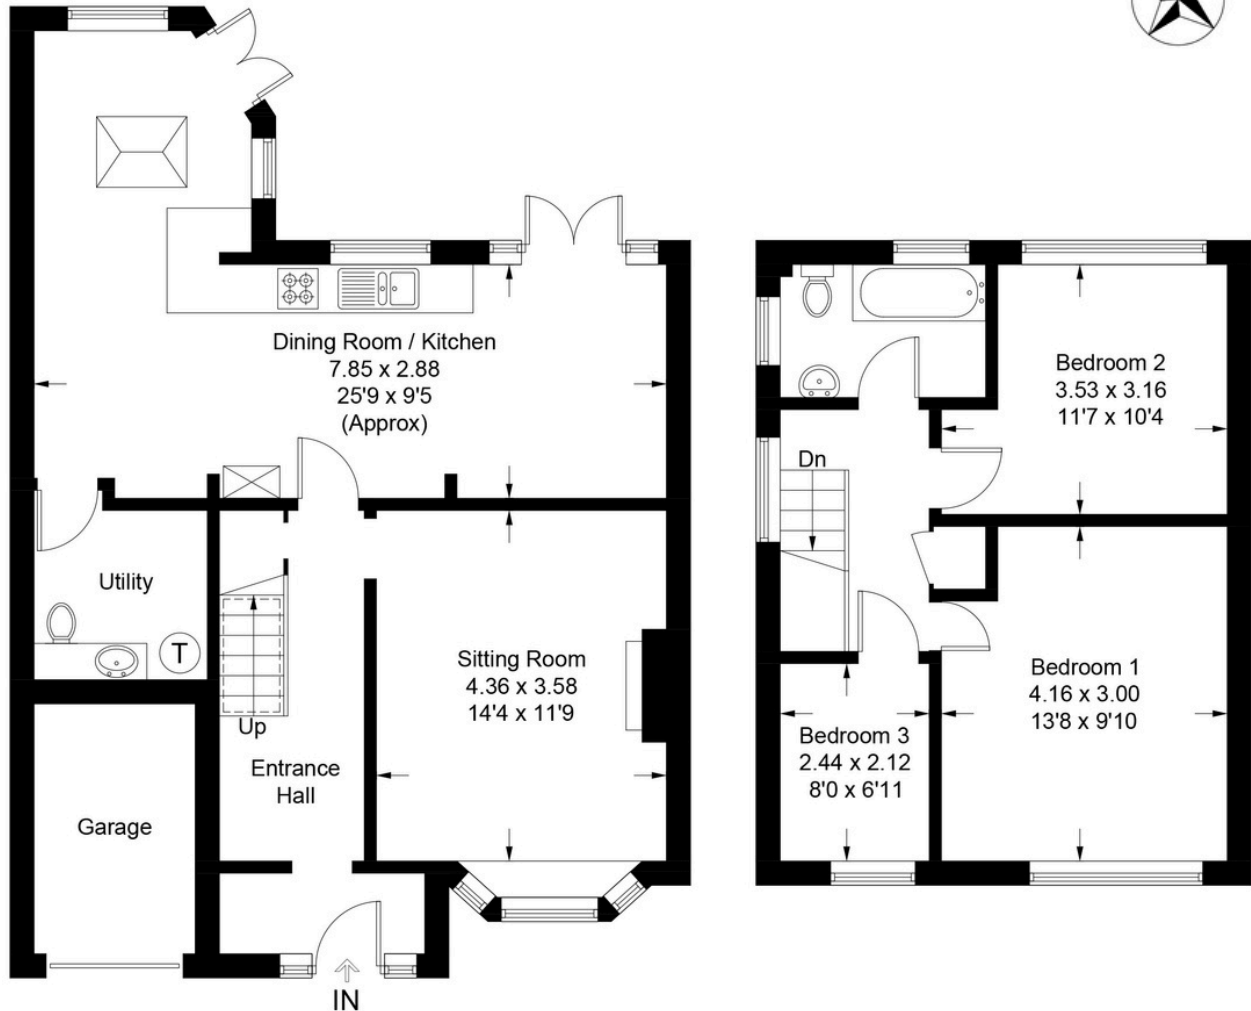 Dining Room / Kitchen
7.85 x 2.88
25'9 x 9'5
(Approx)
Utility
T
Sitting Room
4.36 x 3.58
14'4 x 11'9
Up
Entrance
Hall
Garage
IN
Bedroom 2
3.53 x 3.16
11'7 x 10'4
Dn
Bedroom 1
4.16 x 3.00
13'8 x 9'10
Bedroom 3
2.44 x 2.12
8'0 x 6'11